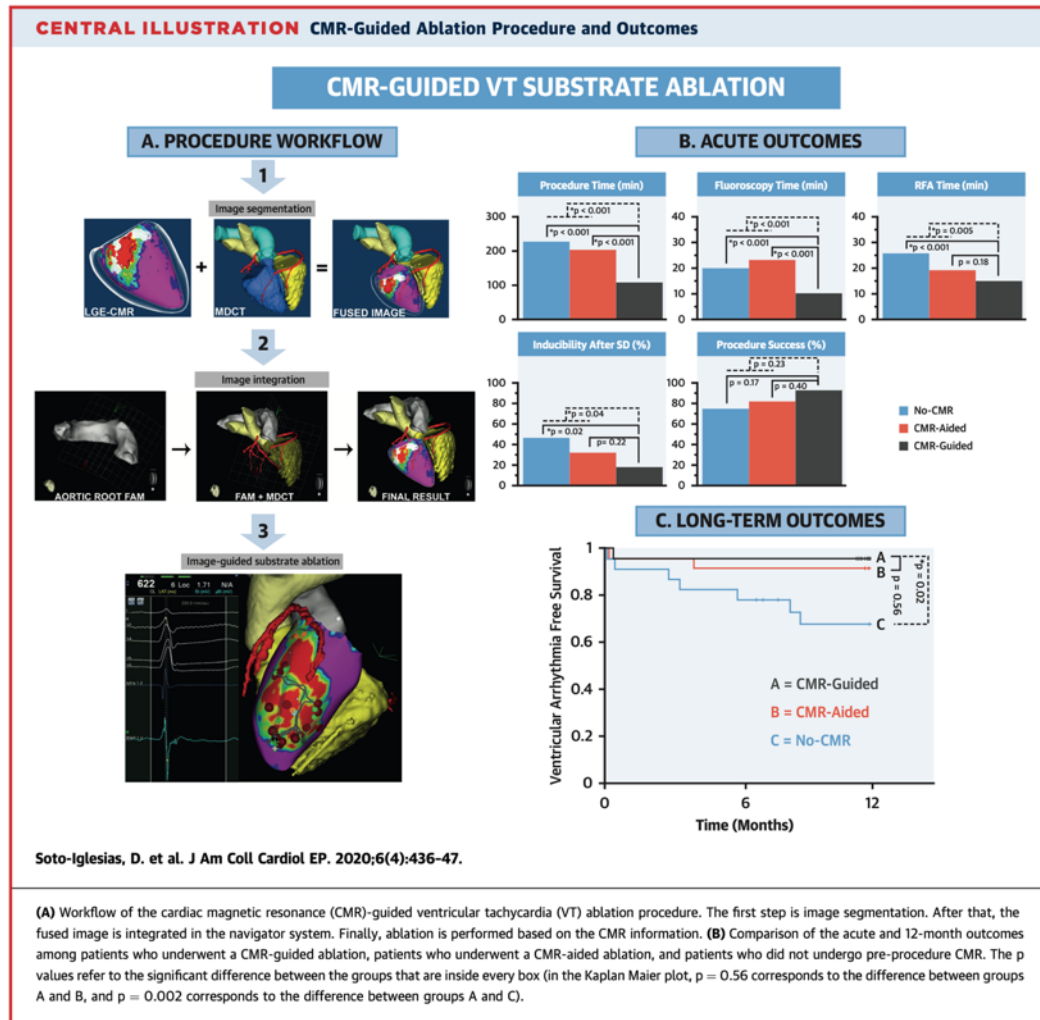 CENTRAL ILLUSTRATION CMR-Guided Ablation Procedure and Outcomes
CMR-GUIDED VT SUBSTRATE ABLATION
A. PROCEDURE WORKFLOW
1
Image segmentation
LGE-CMR
+
MDCT
=
FUSED IMAGE
2
Image integration
AORTIC ROOT FAM
→
FAM + MDCT
→
FINAL RESULT
3
Image-guided substrate ablation
622
6
Loc
1.71
N/A
B. ACUTE OUTCOMES
Procedure Time (min)
300
200
100
0
*p < 0.001
*p < 0.001
*p < 0.001
Fluoroscopy Time (min)
40
30
20
10
0
*p < 0.001
*p < 0.001
*p < 0.001
RFA Time (min)
40
30
20
10
0
*p = 0.005
*p < 0.001
p = 0.18
Inducibility After SD (%)
100
80
60
40
20
0
*p = 0.04
*p = 0.02
p= 0.22
Procedure Success (%)
100
80
60
40
20
0
p = 0.23
p = 0.17
p = 0.40
No-CMR
CMR-Aided
CMR-Guided
C. LONG-TERM OUTCOMES
Ventricular Arrhythmia Free Survival
1
0.8
0.6
0.4
0.2
0
A
B
C
p = 0.56
*p = 0.02
A = CMR-Guided
B = CMR-Aided
C = No-CMR
0
6
12
Time (Months)
Soto-Iglesias, D. et al. J Am Coll Cardiol EP. 2020;6(4):436-47.
(A) Workflow of the cardiac magnetic resonance (CMR)-guided ventricular tachycardia (VT) ablation procedure. The first step is image segmentation. After that, the
fused image is integrated in the navigator system. Finally, ablation is performed based on the CMR information. (B) Comparison of the acute and 12-month outcomes
among patients who underwent a CMR-guided ablation, patients who underwent a CMR-aided ablation, and patients who did not undergo pre-procedure CMR. The p
values refer to the significant difference between the groups that are inside every box (in the Kaplan Maier plot, p = 0.56 corresponds to the difference between groups
A and B, and p = 0.002 corresponds to the difference between groups A and C).